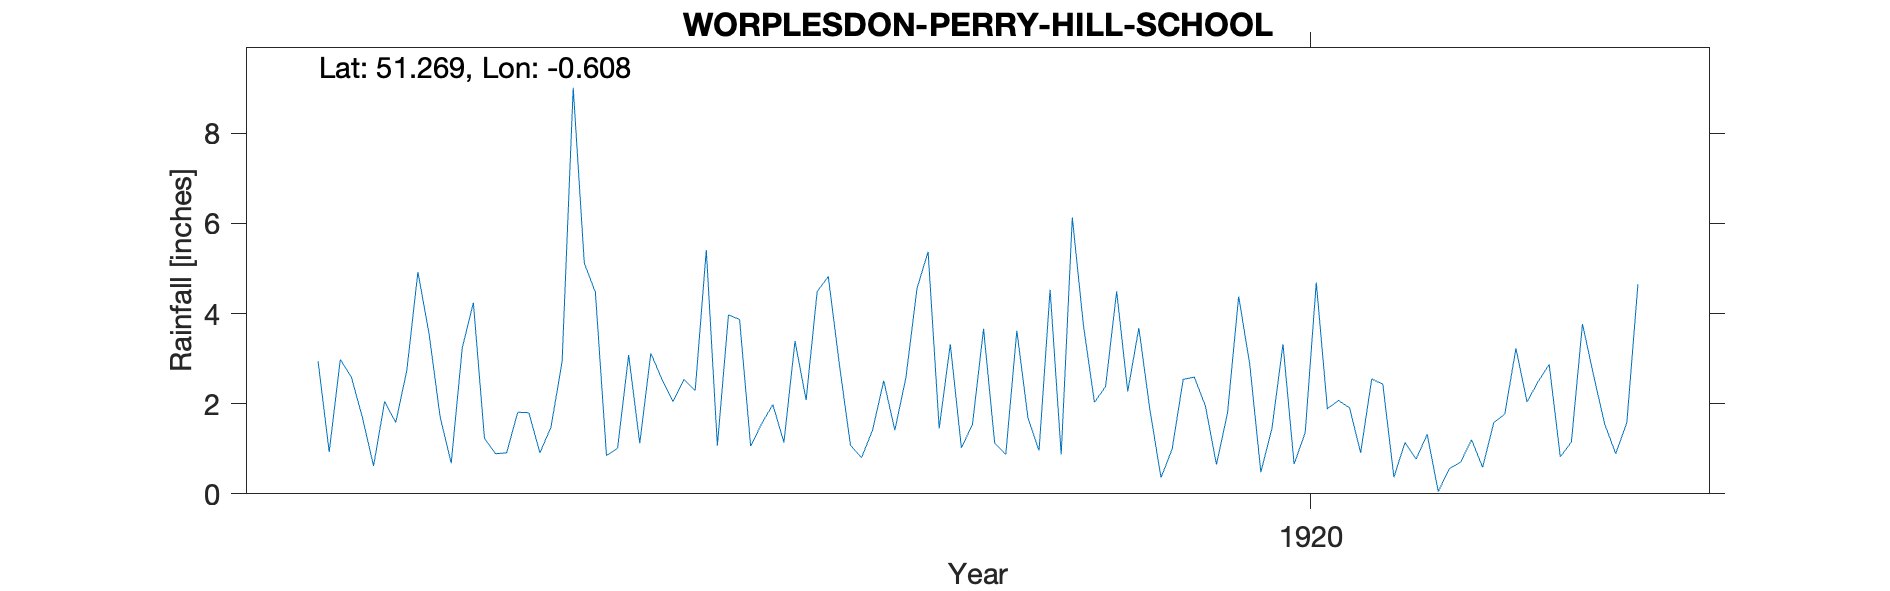 WORPLESDON-PERRY-HILL-SCHOOL
Lat: 51.269, Lon: -0.608
8
6
4
2
0
Rainfall [inches]
1920
Year